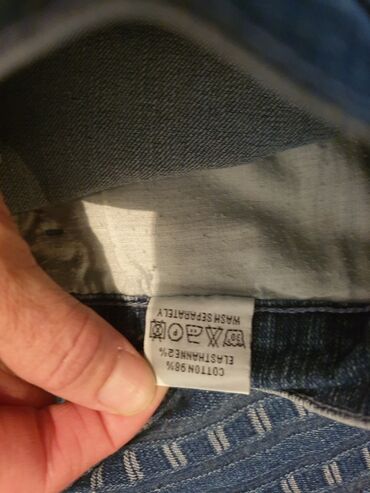 COTTON 98%
ELASTHANNE 2%
WASH SEPARATELY